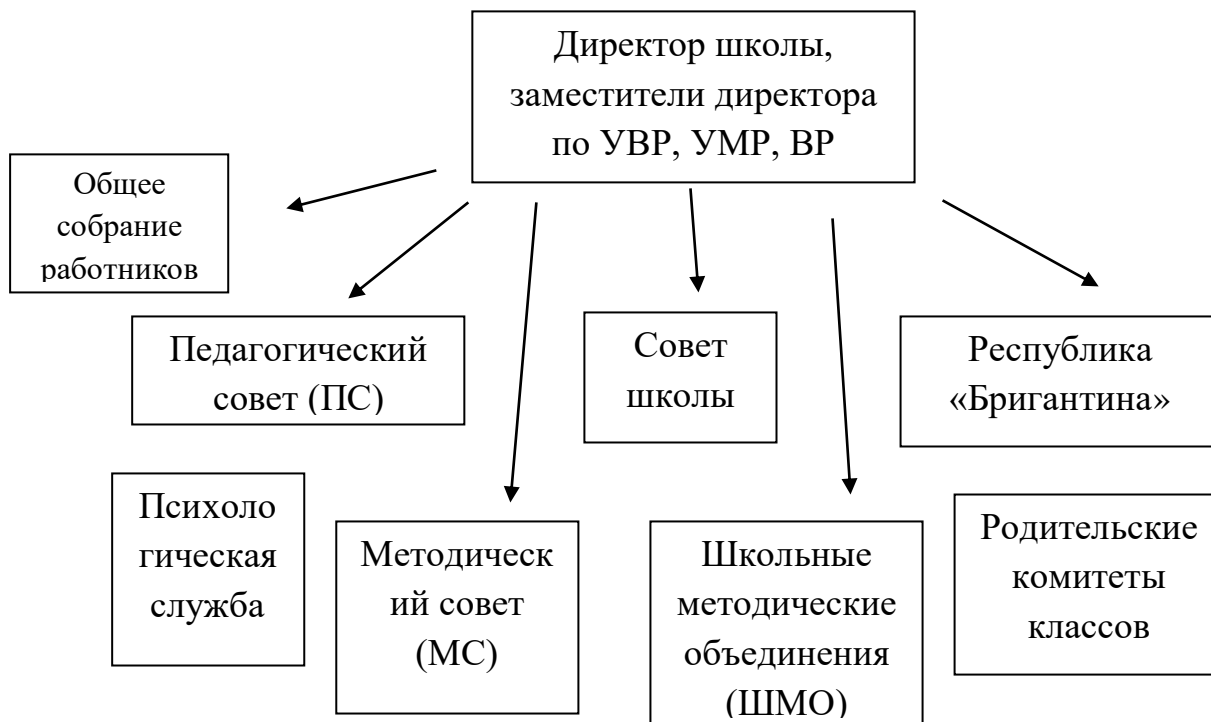 Директор школы,
заместители директора
по УВР, УМР, ВР
Общее
собрание
работников
Педагогический
совет (ПС)
Совет
школы
Республика
«Бригантина»
Психоло
гическая
служба
Методическ
ий совет
(МС)
Школьные
методические
объединения
(ШМО)
Родительские
комитеты
классов